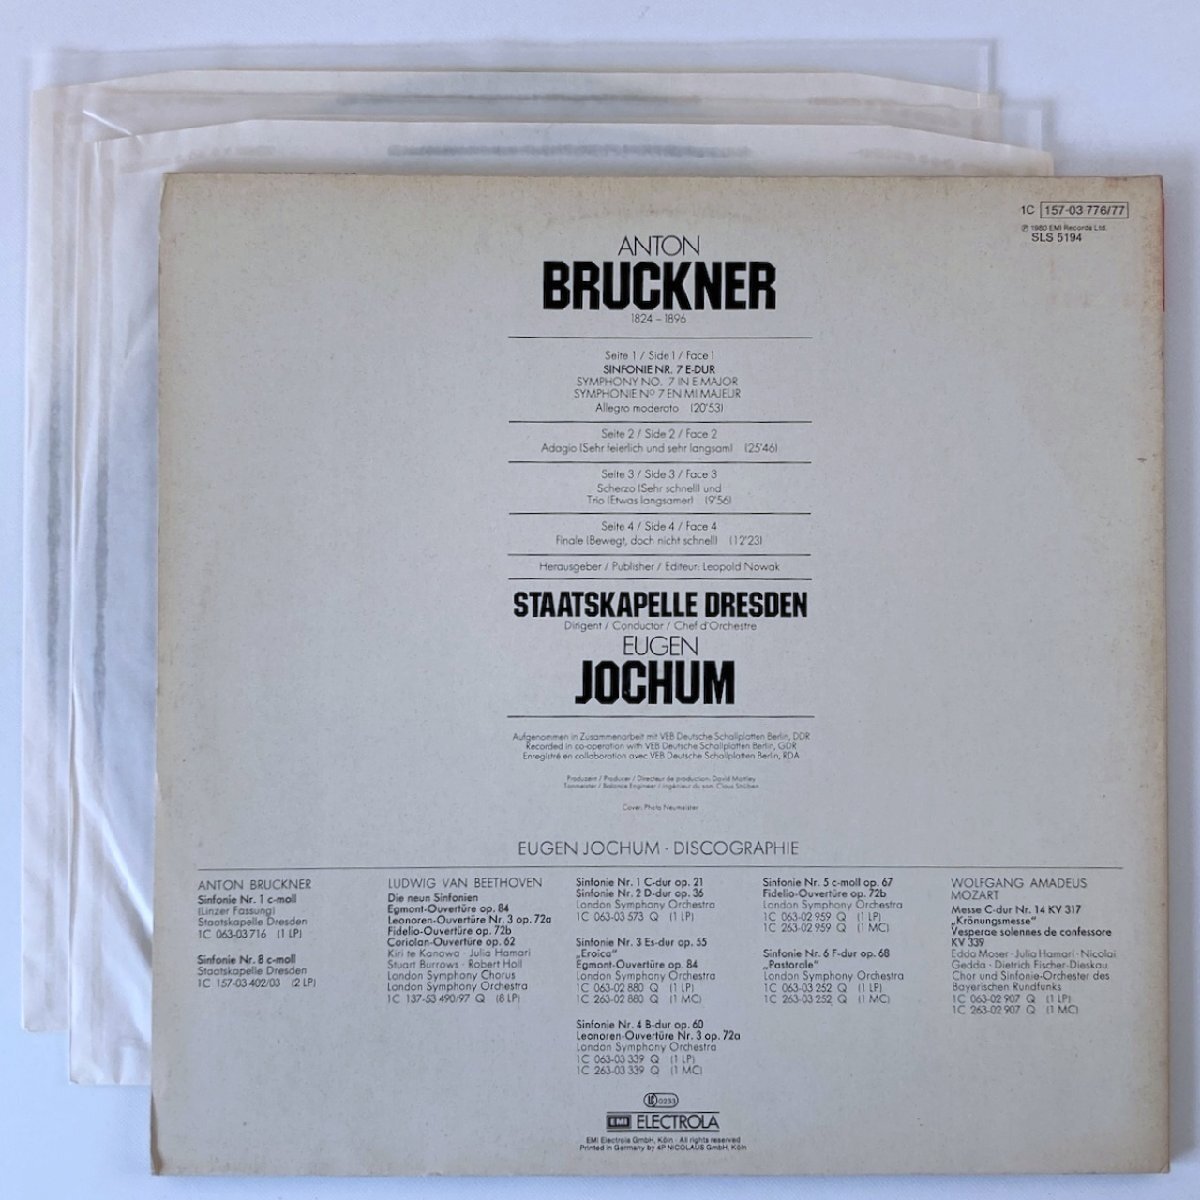 1C 157-03 776/77
℗ 1980 EMI Records Ltd.
SLS 5194
ANTON
BRUCKNER
1824 – 1896
Seite 1 / Side 1 / Face 1
SINFONIE NR. 7 E-DUR
SYMPHONY NO. 7 IN E MAJOR
SYMPHONIE Nº 7 EN MI MAJEUR
Allegro moderato (20'53)
Seite 2 / Side 2 / Face 2
Adagio (Sehr feierlich und sehr langsam) (25'46)
Seite 3 / Side 3 / Face 3
Scherzo (Sehr schnell) und
Trio (Etwas langsamer) (9'56)
Seite 4 / Side 4 / Face 4
Finale (Bewegt, doch nicht schnell) (12'23)
Herausgeber / Publisher / Editeur: Leopold Nowak
STAATSKAPELLE DRESDEN
Dirigent / Conductor / Chef d'Orchestre
EUGEN
JOCHUM
Aufgenommen in Zusammenarbeit mit VEB Deutsche Schallplatten Berlin, DDR
Recorded in co-operation with VEB Deutsche Schallplatten Berlin, GDR
Enregistré en collaboration avec VEB Deutsche Schallplatten Berlin, RDA
Produzent / Producer / Directeur de production: David Mottley
Tonmeister / Balance Engineer / Ingénieur du son: Claus Strüben
Cover: Photo Neumeister
EUGEN JOCHUM · DISCOGRAPHIE
ANTON BRUCKNER
Sinfonie Nr. 1 c-moll
(Linzer Fassung)
Staatskapelle Dresden
1C 063-03 716 (1 LP)
Sinfonie Nr. 8 c-moll
Staatskapelle Dresden
1C 157-03 402/03 (2 LP)
LUDWIG VAN BEETHOVEN
Die neun Sinfonien
Egmont-Ouvertüre op. 84
Leonoren-Ouvertüre Nr. 3 op. 72a
Fidelio-Ouvertüre op. 72b
Coriolan-Ouvertüre op. 62
Kiri te Kanawa · Julia Hamari
Stuart Burrows · Robert Holl
London Symphony Chorus
London Symphony Orchestra
1C 137-53 490/97 Q (8 LP)
Sinfonie Nr. 1 C-dur op. 21
Sinfonie Nr. 2 D-dur op. 36
London Symphony Orchestra
1C 063-03 573 Q (1 LP)
Sinfonie Nr. 3 Es-dur op. 55
„Eroica“
Egmont-Ouvertüre op. 84
London Symphony Orchestra
1C 063-02 880 Q (1 LP)
1C 263-02 880 Q (1 MC)
Sinfonie Nr. 4 B-dur op. 60
Leonoren-Ouvertüre Nr. 3 op. 72a
London Symphony Orchestra
1C 063-03 339 Q (1 LP)
1C 263-03 339 Q (1 MC)
Sinfonie Nr. 5 c-moll op. 67
Fidelio-Ouvertüre op. 72b
London Symphony Orchestra
1C 063-02 959 Q (1 LP)
1C 263-02 959 Q (1 MC)
Sinfonie Nr. 6 F-dur op. 68
„Pastorale“
London Symphony Orchestra
1C 063-03 252 Q (1 LP)
1C 263-03 252 Q (1 MC)
WOLFGANG AMADEUS
MOZART
Messe C-dur Nr. 14 KV 317
„Krönungsmesse“
Vesperae solennes de confessore
KV 339
Edda Moser · Julia Hamari · Nicolai
Gedda · Dietrich Fischer-Dieskau
Chor und Sinfonie-Orchester des
Bayerischen Rundfunks
1C 063-02 907 Q (1 LP)
1C 263-02 907 Q (1 MC)
LC 0233
EMI ELECTROLA
EMI Electrola GmbH, Köln · All rights reserved
Printed in Germany by 4P NICOLAUS GmbH, Köln